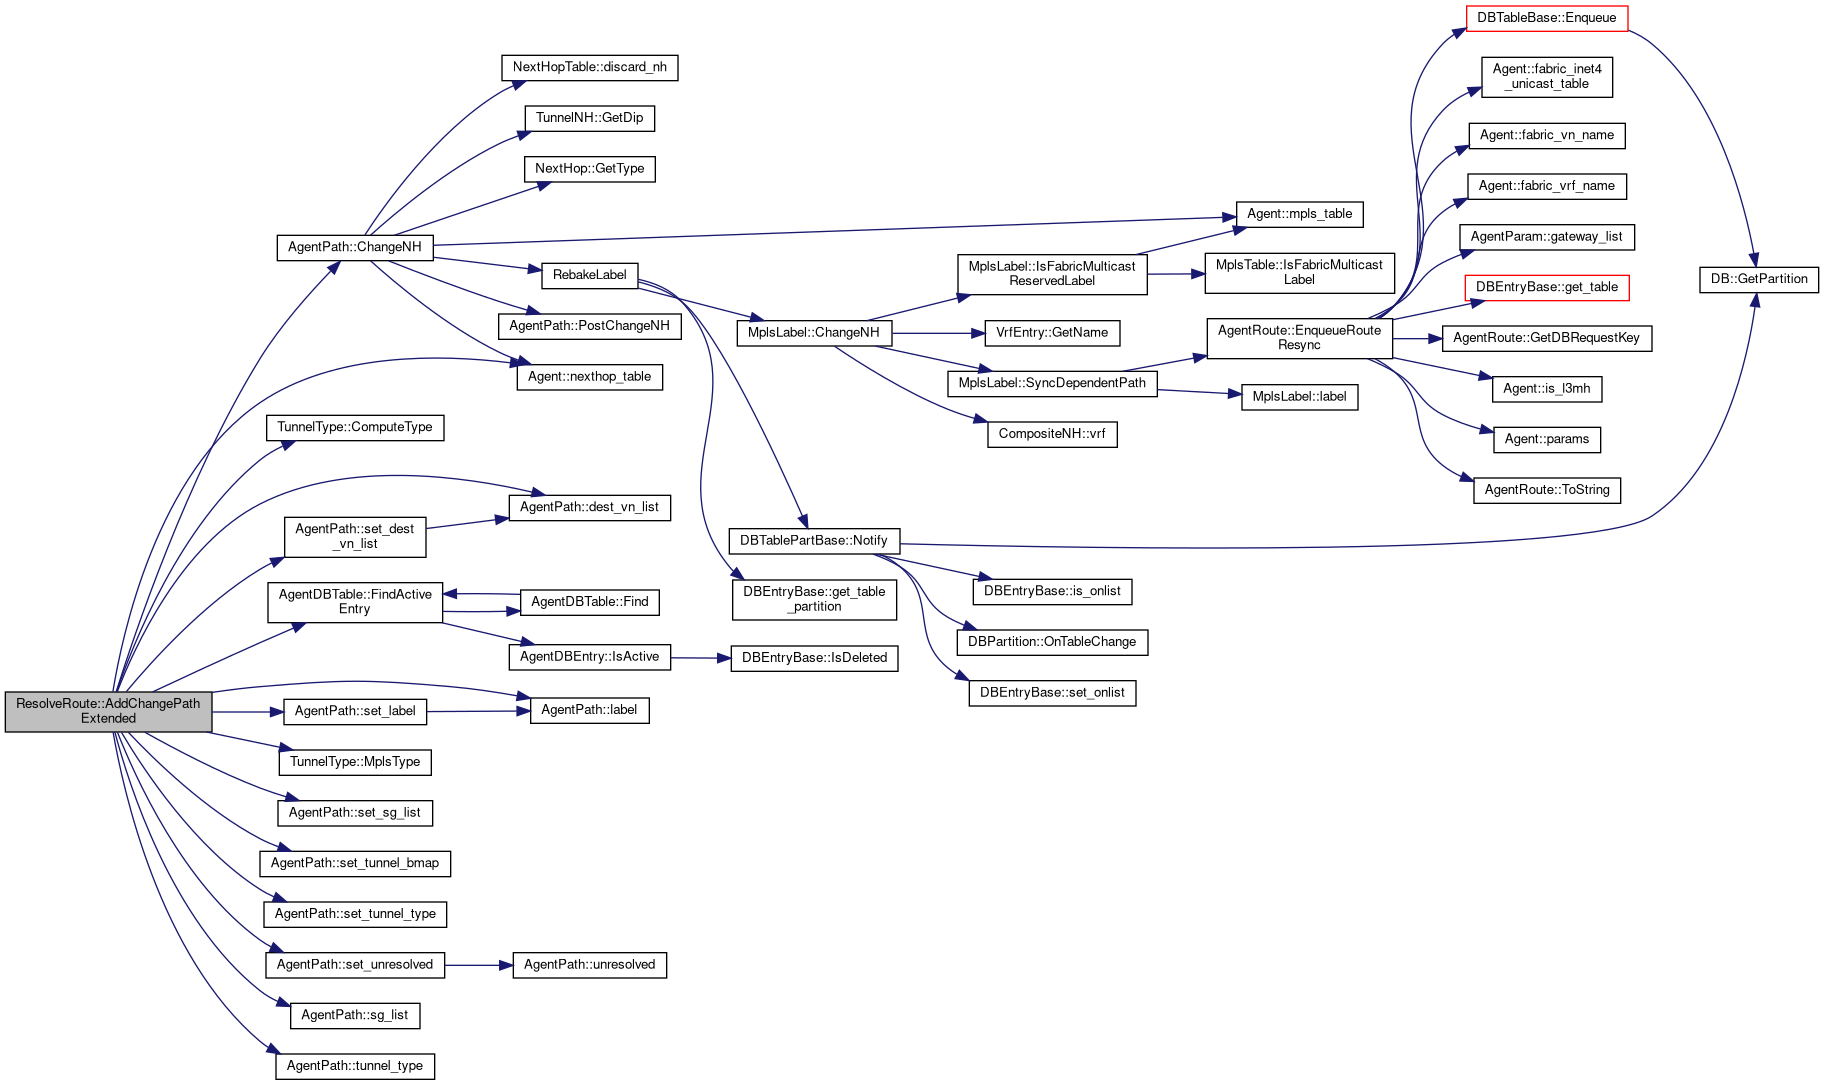 ResolveRoute::AddChangePath
Extended
AgentPath::ChangeNH
TunnelType::ComputeType
AgentPath::set_dest
_vn_list
AgentDBTable::FindActive
Entry
AgentPath::set_label
TunnelType::MplsType
AgentPath::set_sg_list
AgentPath::set_tunnel_bmap
AgentPath::set_tunnel_type
AgentPath::set_unresolved
AgentPath::sg_list
AgentPath::tunnel_type
NextHopTable::discard_nh
TunnelNH::GetDip
NextHop::GetType
RebakeLabel
AgentPath::PostChangeNH
Agent::nexthop_table
AgentPath::dest_vn_list
AgentDBTable::Find
AgentDBEntry::IsActive
AgentPath::label
AgentPath::unresolved
MplsLabel::ChangeNH
DBTablePartBase::Notify
DBEntryBase::get_table
_partition
DBEntryBase::IsDeleted
MplsLabel::IsFabricMulticast
ReservedLabel
VrfEntry::GetName
MplsLabel::SyncDependentPath
CompositeNH::vrf
DBEntryBase::is_onlist
DBPartition::OnTableChange
DBEntryBase::set_onlist
Agent::mpls_table
MplsTable::IsFabricMulticast
Label
AgentRoute::EnqueueRoute
Resync
MplsLabel::label
DBTableBase::Enqueue
Agent::fabric_inet4
_unicast_table
Agent::fabric_vn_name
Agent::fabric_vrf_name
AgentParam::gateway_list
DBEntryBase::get_table
AgentRoute::GetDBRequestKey
Agent::is_l3mh
Agent::params
AgentRoute::ToString
DB::GetPartition